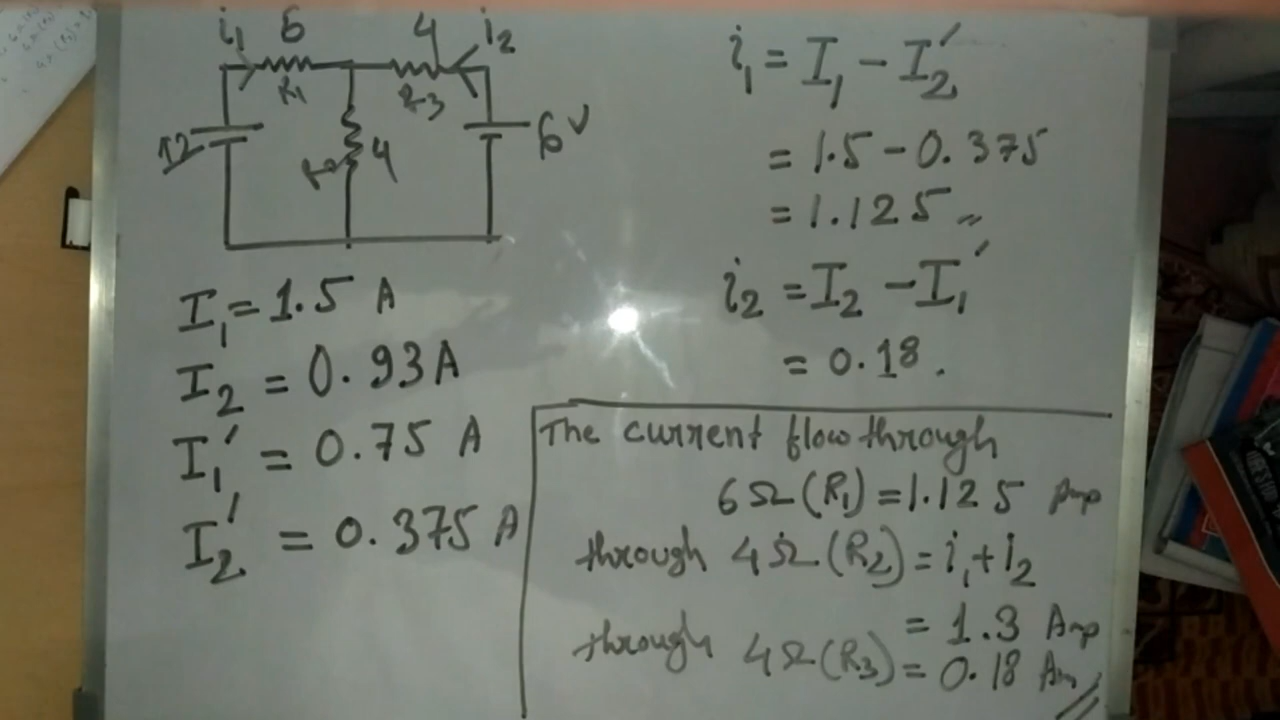 i₁ 6 4 i₂
R₁ R₃
12 4 6V
I₁ = 1.5 A
I₂ = 0.93A
I₁′ = 0.75 A
I₂′ = 0.375 A
i₁ = I₁ - I₂′
= 1.5 - 0.375
= 1.125 〃
i₂ = I₂ - I₁′
= 0.18.
The current flow through
6Ω (R₁) = 1.125 Amp
through 4Ω (R₂) = i₁ + i₂
= 1.3 Amp
through 4Ω (R₃) = 0.18 Am